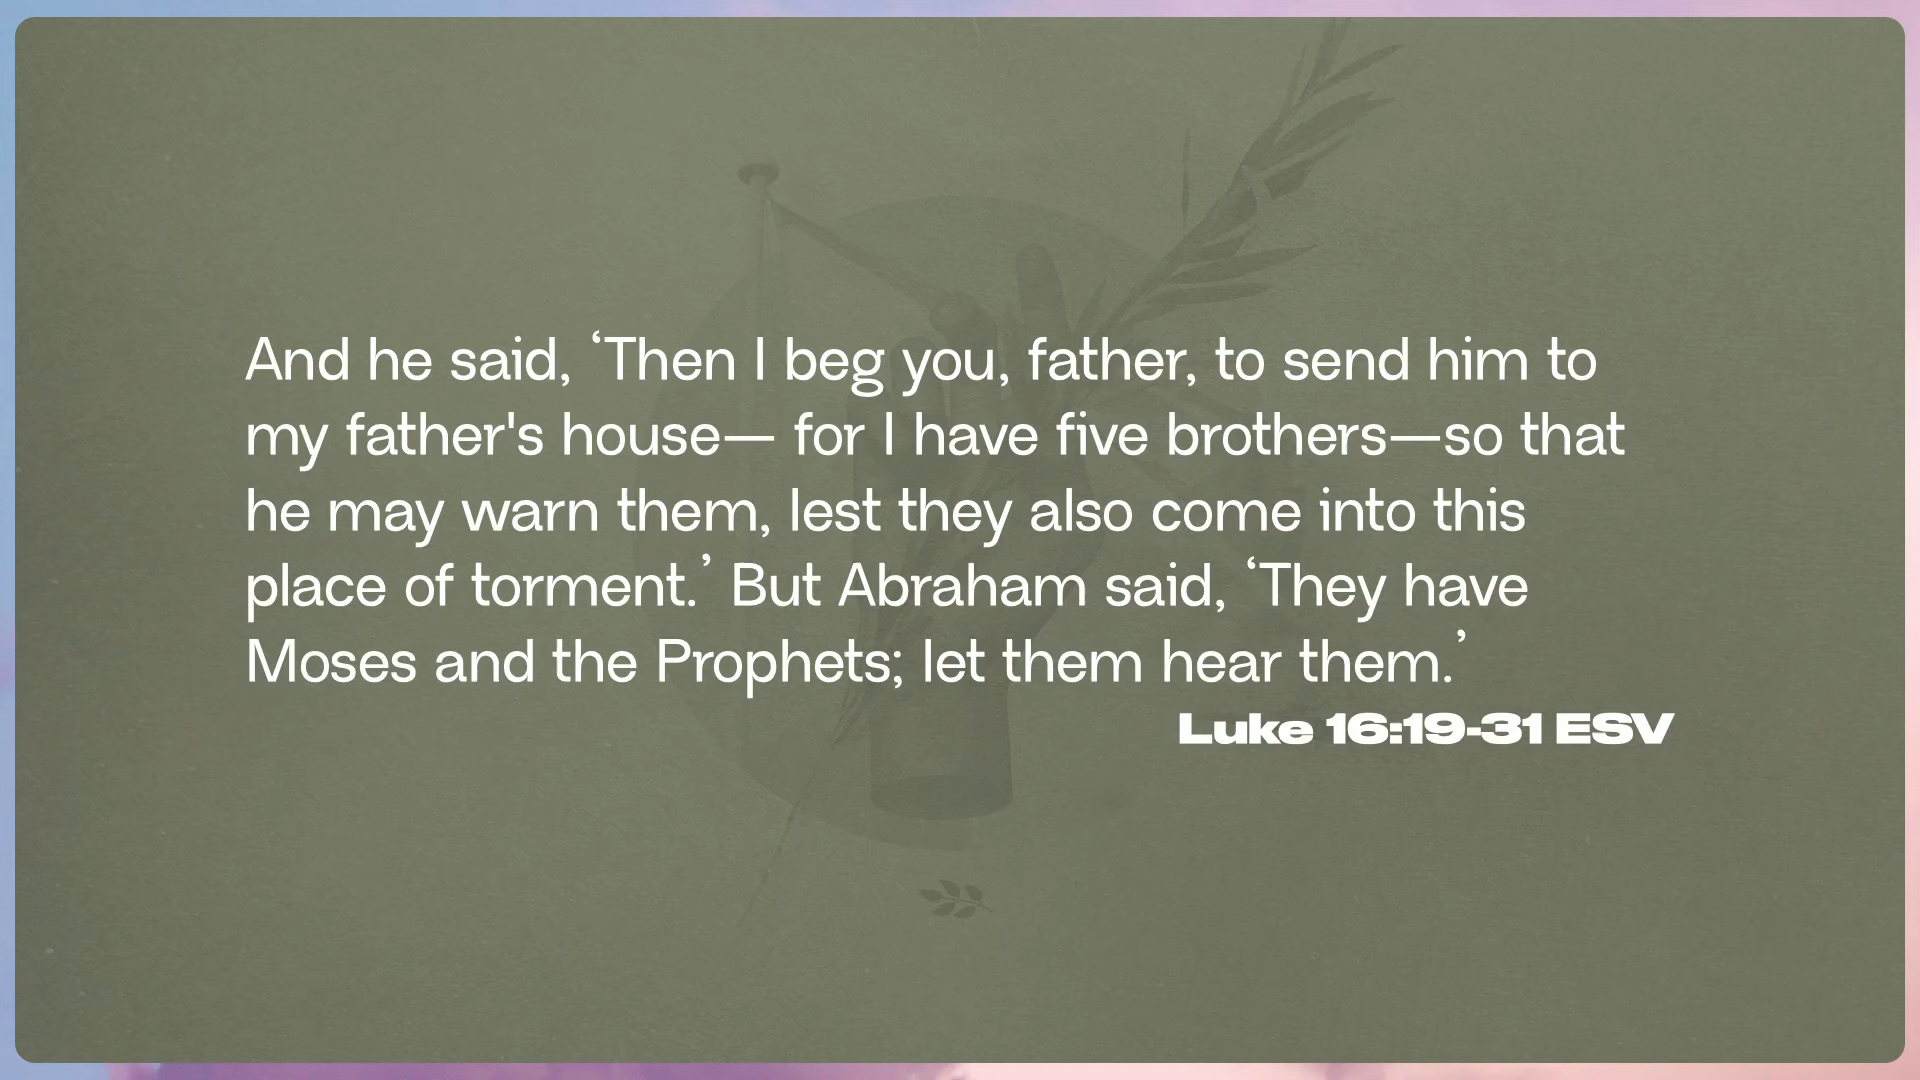 And he said, ‘Then I beg you, father, to send him to
my father's house— for I have five brothers—so that
he may warn them, lest they also come into this
place of torment.’ But Abraham said, ‘They have
Moses and the Prophets; let them hear them.’
Luke 16:19-31 ESV